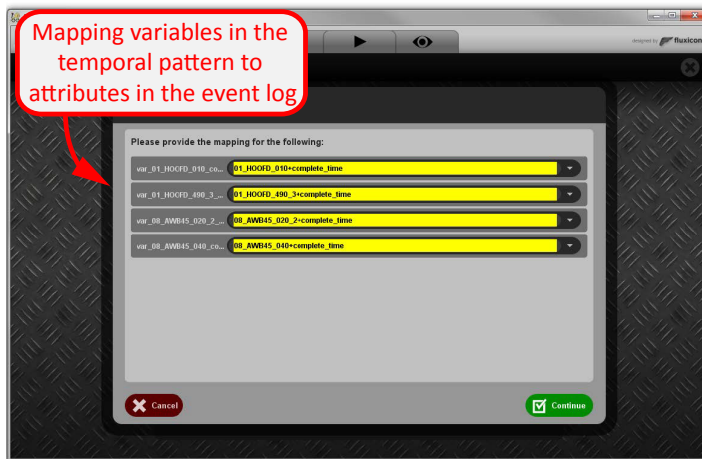 Mapping variables in the
temporal pattern to
attributes in the event log
designed by fluxicon
Please provide the mapping for the following:
var_01_HOOFD_010_co... 01_HOOFD_010+complete_time
var_01_HOOFD_490_3_... 01_HOOFD_490_3+complete_time
var_08_AWB45_020_2_... 08_AWB45_020_2+complete_time
var_08_AWB45_040_co... 08_AWB45_040+complete_time
Cancel
Continue